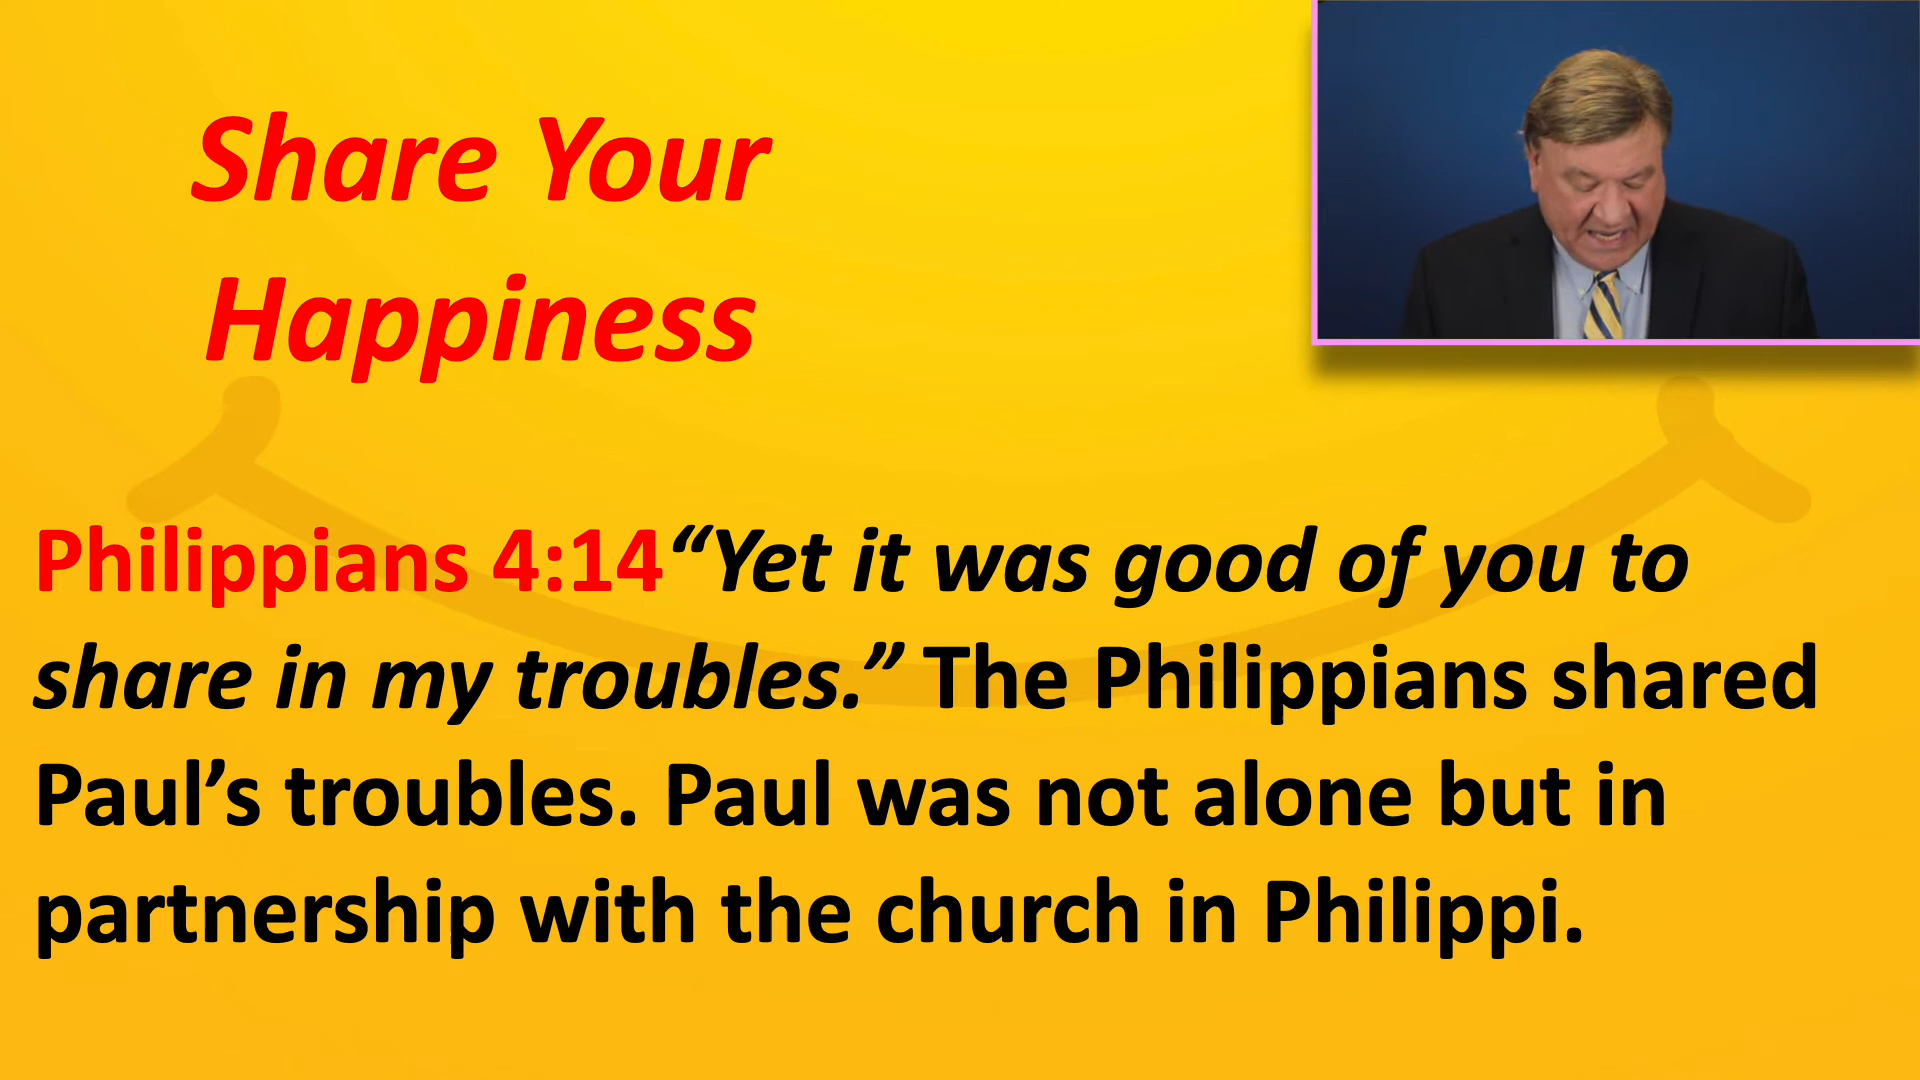 Share Your
Happiness
Philippians 4:14“Yet it was good of you to
share in my troubles.” The Philippians shared
Paul’s troubles. Paul was not alone but in
partnership with the church in Philippi.